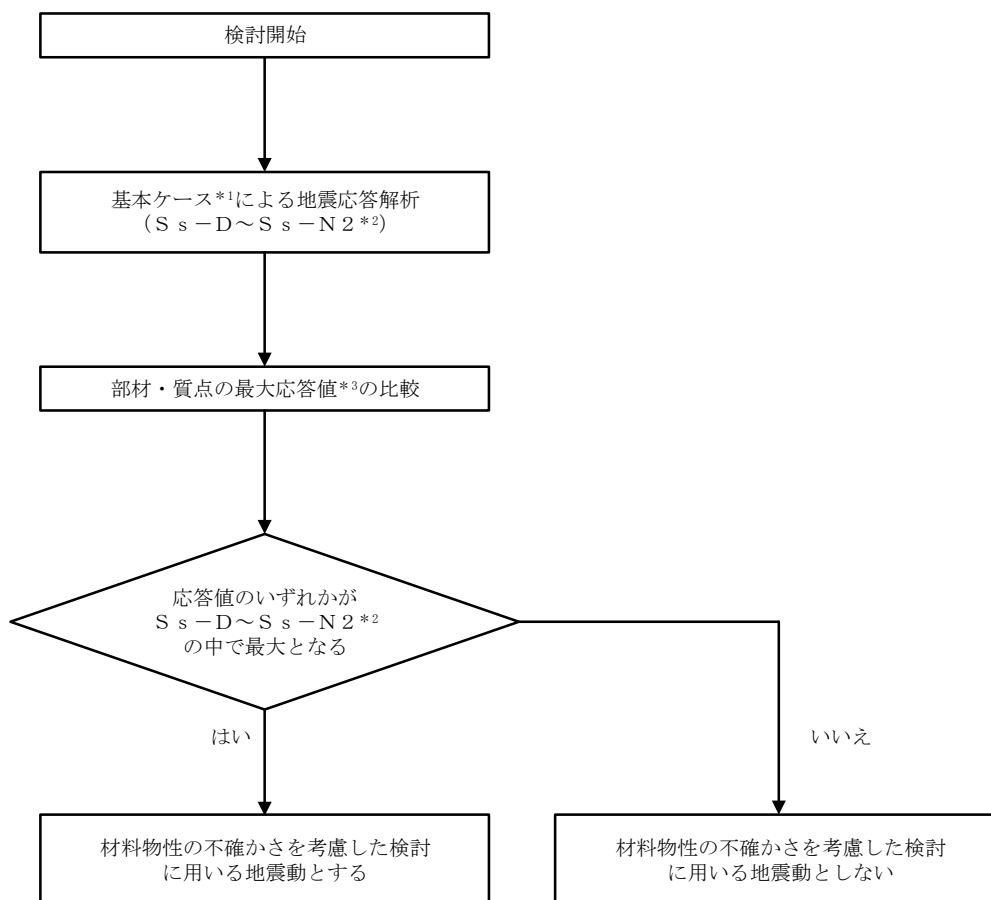 検討開始
基本ケース*1による地震応答解析
(Ss－D～Ss－N2*2)
部材・質点の最大応答値*3の比較
応答値のいずれかが
Ss－D～Ss－N2*2
の中で最大となる
はい
いいえ
材料物性の不確かさを考慮した検討
に用いる地震動とする
材料物性の不確かさを考慮した検討
に用いる地震動としない